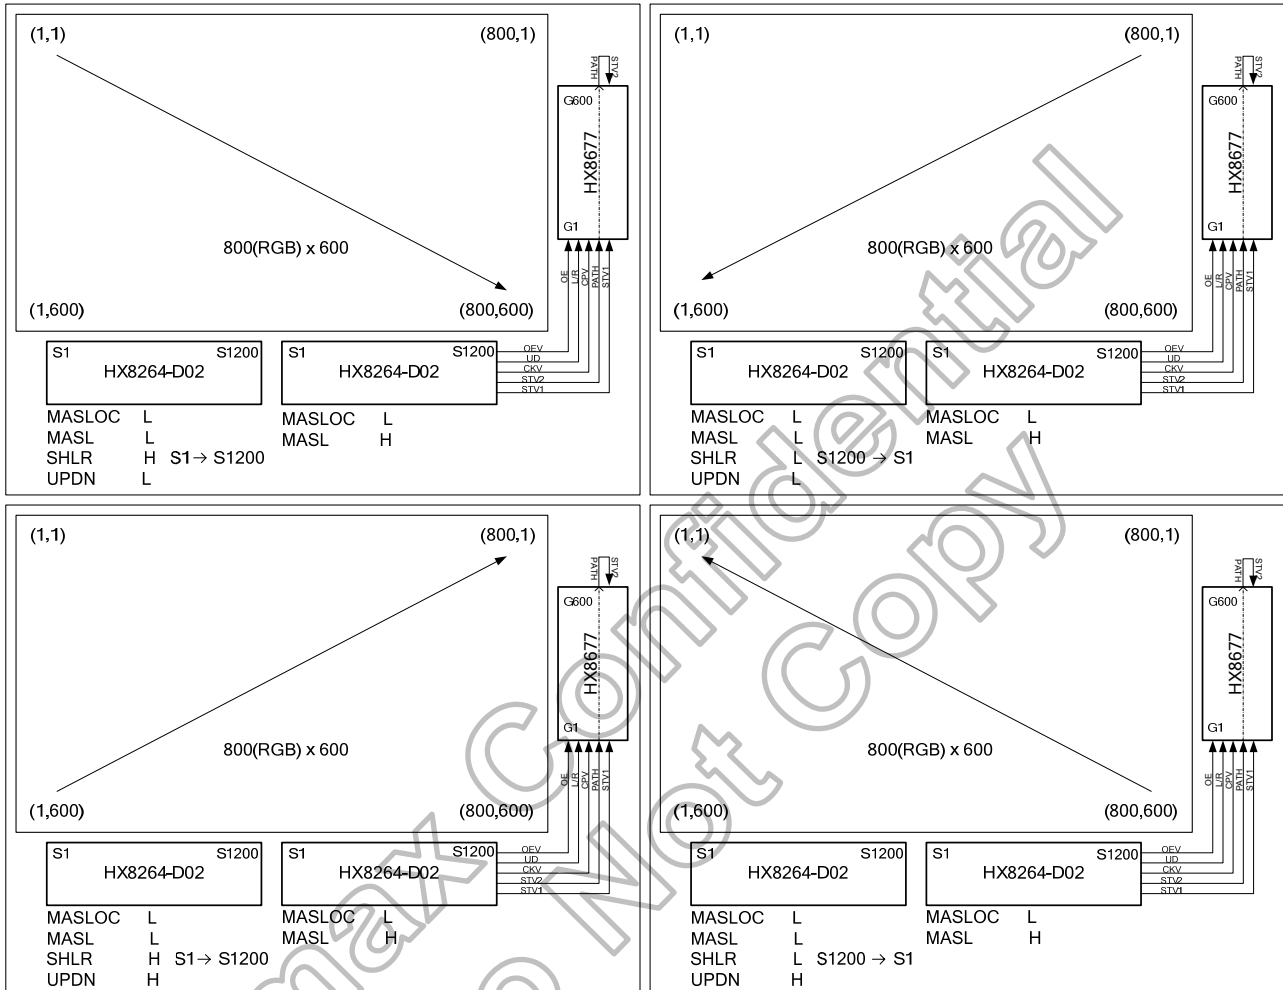 (1,1) (800,1)
PATH STV2
G600
HX8677
G1
800(RGB) x 600
OE L/R CPV PATH STV1
(1,600) (800,600)
S1 S1200
HX8264-D02
S1 S1200
HX8264-D02
OEV
UD
CKV
STV2
STV1
MASLOC L
MASL L
SHLR H S1→ S1200
UPDN L
MASLOC L
MASL H
(1,1) (800,1)
PATH STV2
G600
HX8677
G1
800(RGB) x 600
OE L/R CPV PATH STV1
(1,600) (800,600)
S1 S1200
HX8264-D02
S1 S1200
HX8264-D02
OEV
UD
CKV
STV2
STV1
MASLOC L
MASL L
SHLR L S1200 → S1
UPDN L
MASLOC L
MASL H
(1,1) (800,1)
PATH STV2
G600
HX8677
G1
800(RGB) x 600
OE L/R CPV PATH STV1
(1,600) (800,600)
S1 S1200
HX8264-D02
S1 S1200
HX8264-D02
OEV
UD
CKV
STV2
STV1
MASLOC L
MASL L
SHLR H S1→ S1200
UPDN H
MASLOC L
MASL H
(1,1) (800,1)
PATH STV2
G600
HX8677
G1
800(RGB) x 600
OE L/R CPV PATH STV1
(1,600) (800,600)
S1 S1200
HX8264-D02
S1 S1200
HX8264-D02
OEV
UD
CKV
STV2
STV1
MASLOC L
MASL L
SHLR L S1200 → S1
UPDN H
MASLOC L
MASL H
max Confidential
o Not Copy